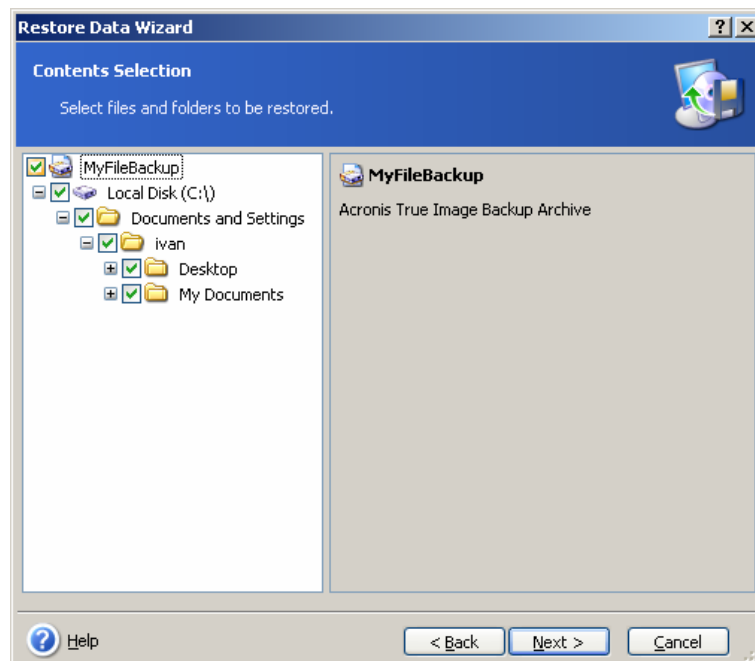 Restore Data Wizard
Contents Selection
Select files and folders to be restored.
MyFileBackup
Local Disk (C:\)
Documents and Settings
ivan
Desktop
My Documents
MyFileBackup
Acronis True Image Backup Archive
Help
< Back
Next >
Cancel